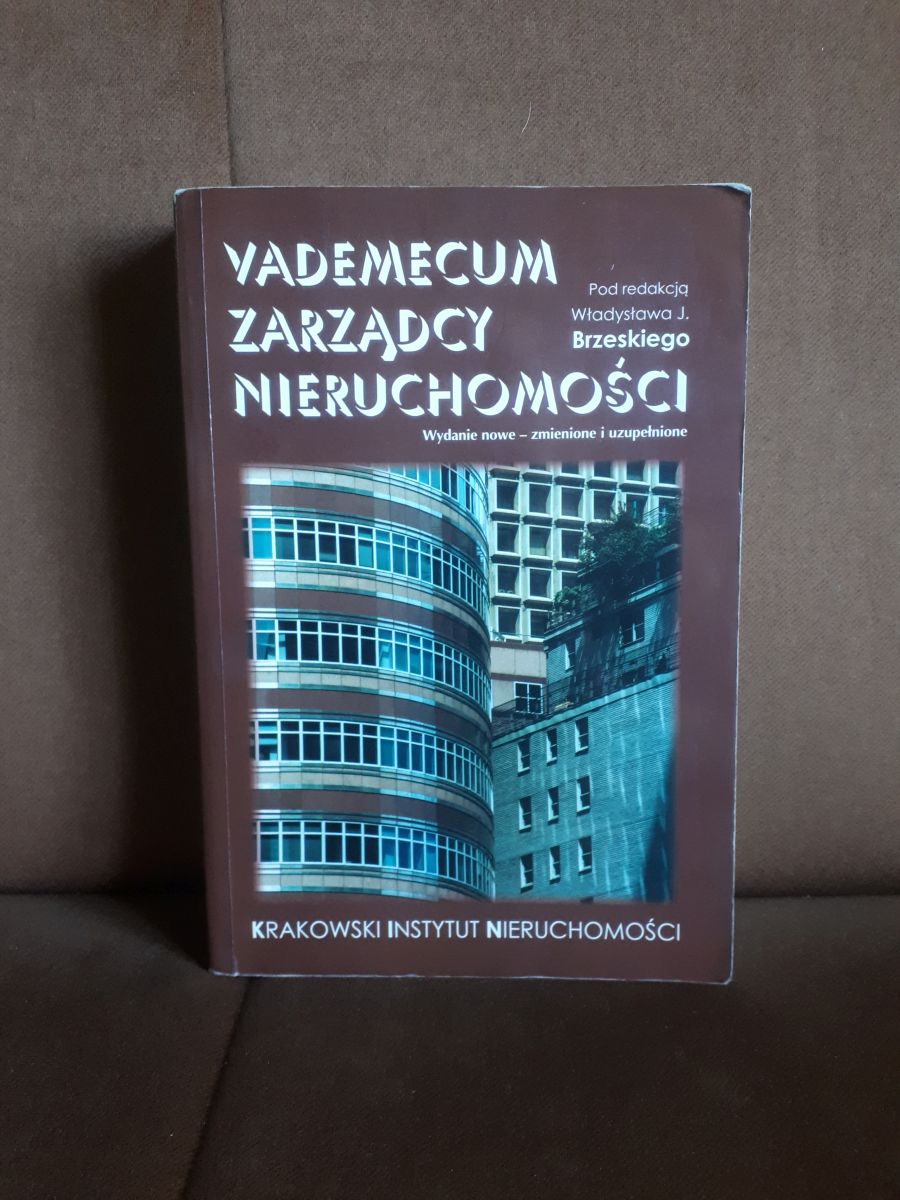 VADEMECUM
ZARZĄDCY
NIERUCHOMOŚCI
Pod redakcją
Władysława J.
Brzeskiego
Wydanie nowe – zmienione i uzupełnione
KRAKOWSKI INSTYTUT NIERUCHOMOŚCI